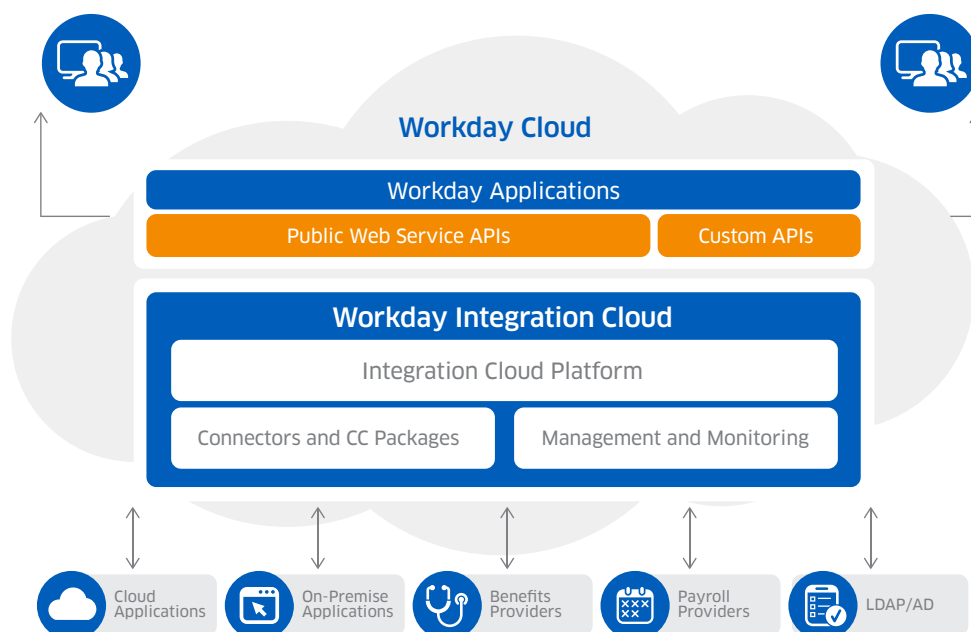 Workday Cloud
Workday Applications
Public Web Service APIs
Custom APIs
Workday Integration Cloud
Integration Cloud Platform
Connectors and CC Packages
Management and Monitoring
Cloud
Applications
On-Premise
Applications
Benefits
Providers
Payroll
Providers
LDAP/AD